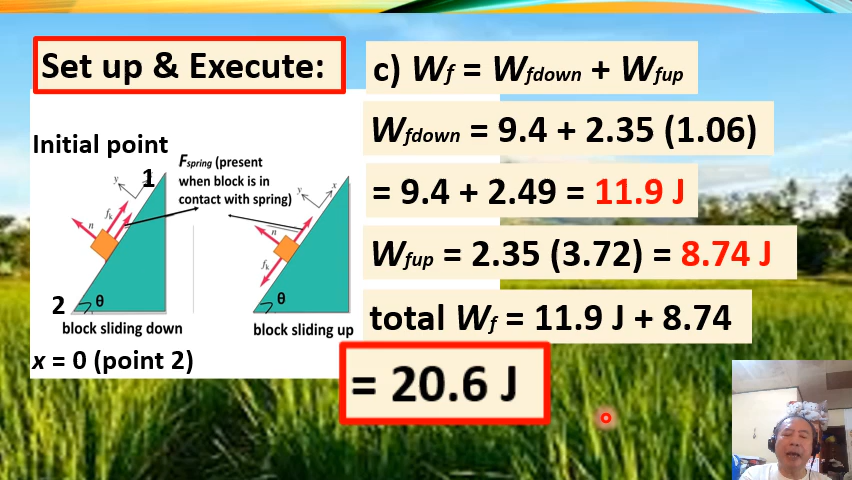 Set up & Execute:
c) Wf = Wfdown + Wfup
Wfdown = 9.4 + 2.35 (1.06)
= 9.4 + 2.49 = 11.9 J
Wfup = 2.35 (3.72) = 8.74 J
total Wf = 11.9 J + 8.74
= 20.6 J
Initial point
1
Fspring (present
when block is in
contact with spring)
y
x
y
n
fk
n
fk
2
θ
θ
block sliding down
block sliding up
x = 0 (point 2)